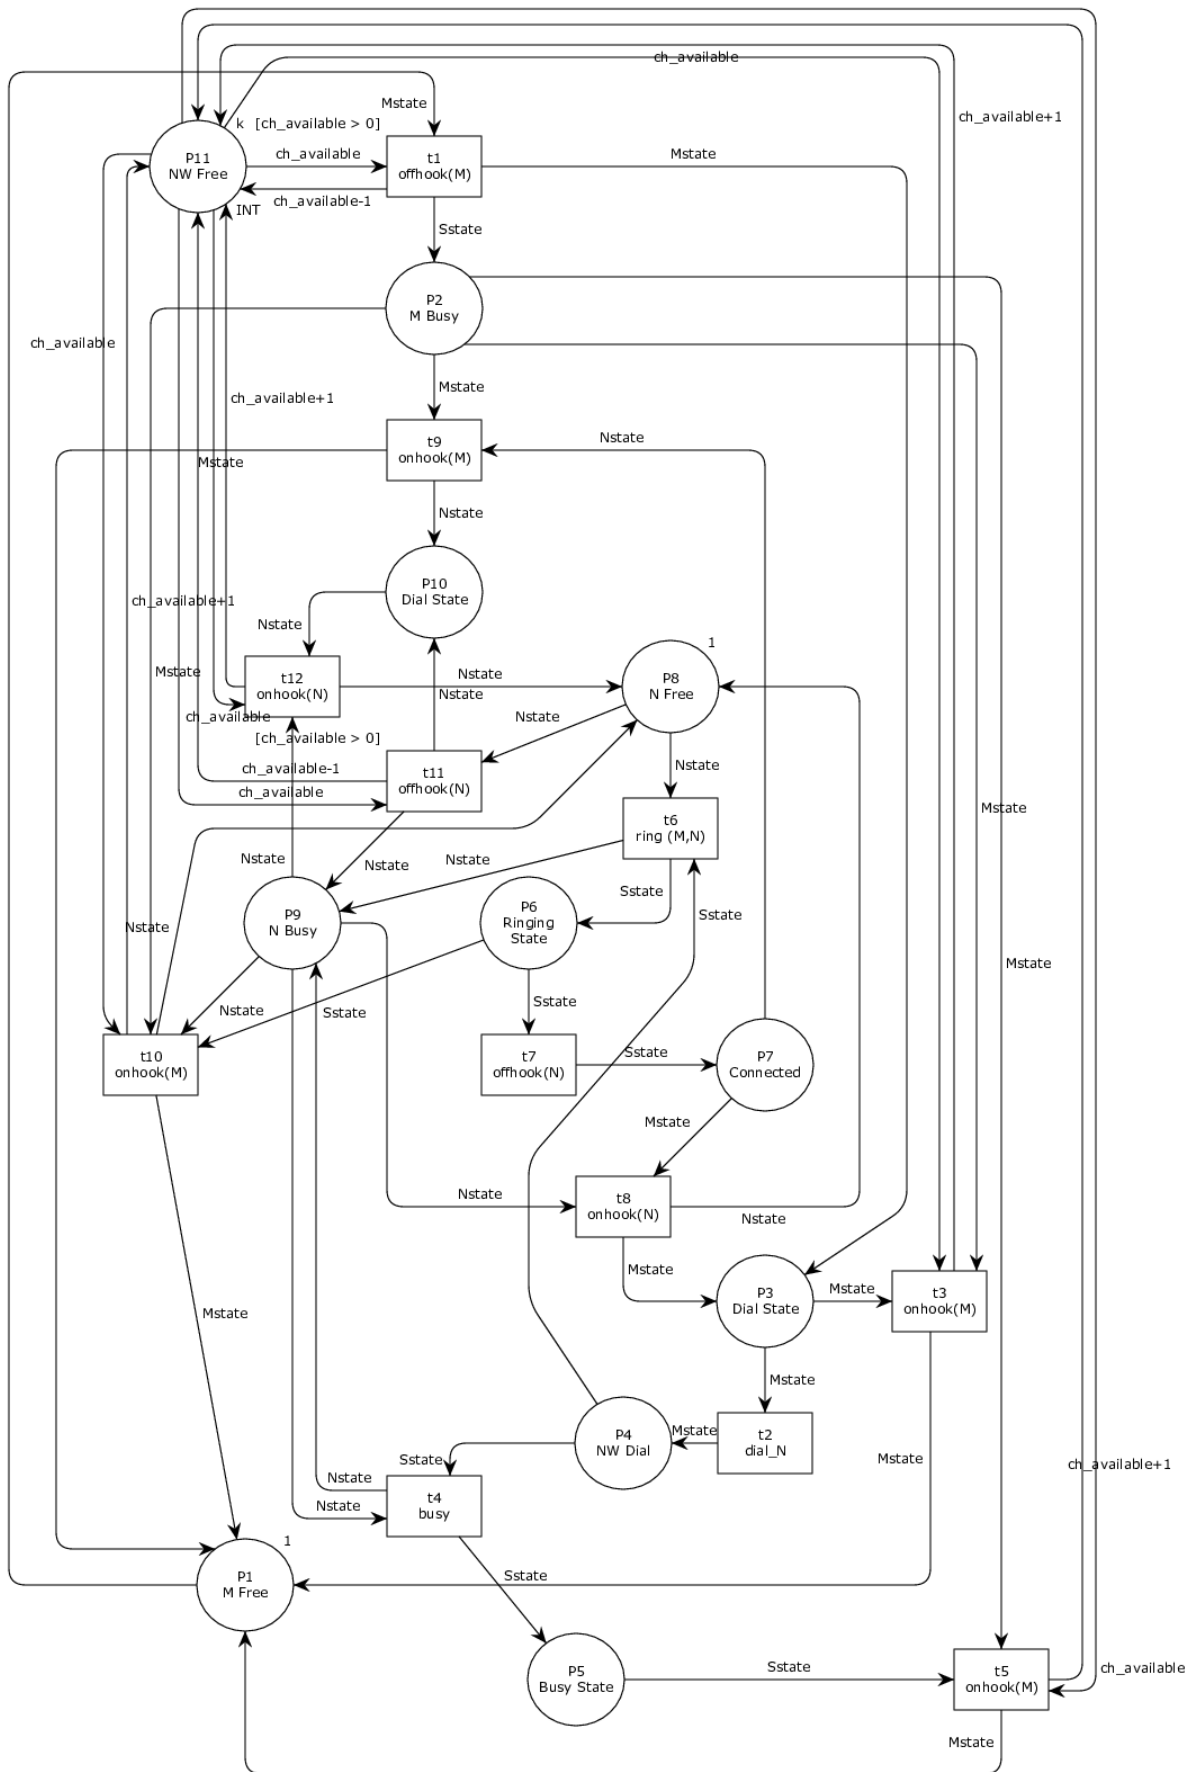 ch_available
ch_available+1
Mstate
k [ch_available > 0]
P11
NW Free
ch_available
t1
offhook(M)
Mstate
ch_available-1
INT
Sstate
P2
M Busy
ch_available
Mstate
ch_available+1
t9
onhook(M)
Nstate
Mstate
Nstate
P10
Dial State
ch_available+1
Nstate
1
Mstate
t12
onhook(N)
Nstate
P8
N Free
Nstate
Nstate
ch_available
[ch_available > 0]
Nstate
ch_available-1
t11
offhook(N)
ch_available
Mstate
t6
ring (M,N)
Nstate
Nstate
Nstate
Sstate
P9
N Busy
P6
Ringing
State
Sstate
Nstate
Mstate
Nstate
Sstate
Sstate
t10
onhook(M)
t7
offhook(N)
Sstate
P7
Connected
Mstate
Nstate
t8
onhook(N)
Nstate
Mstate
Mstate
P3
Dial State
Mstate
t3
onhook(M)
Mstate
Mstate
P4
NW Dial
t2
dial_N
Sstate
Mstate
ch_available+1
Nstate
Nstate
t4
busy
1
P1
M Free
Sstate
P5
Busy State
Sstate
t5
onhook(M)
ch_available
Mstate